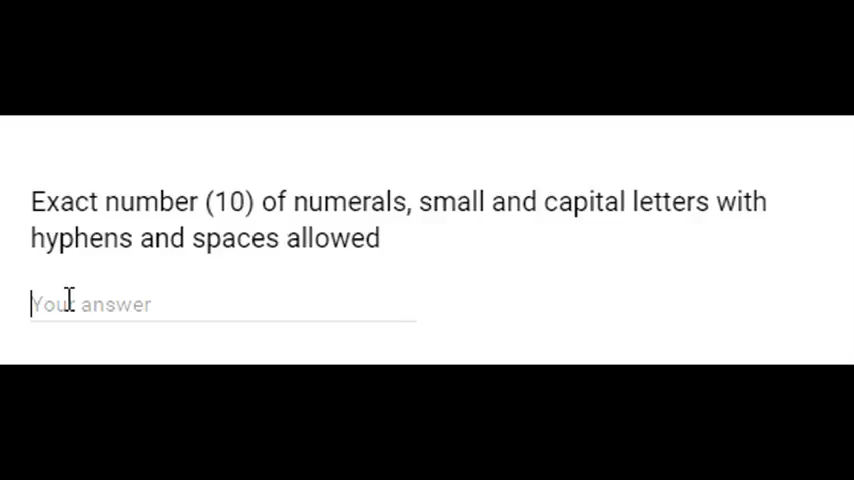 Exact number (10) of numerals, small and capital letters with
hyphens and spaces allowed
Your answer